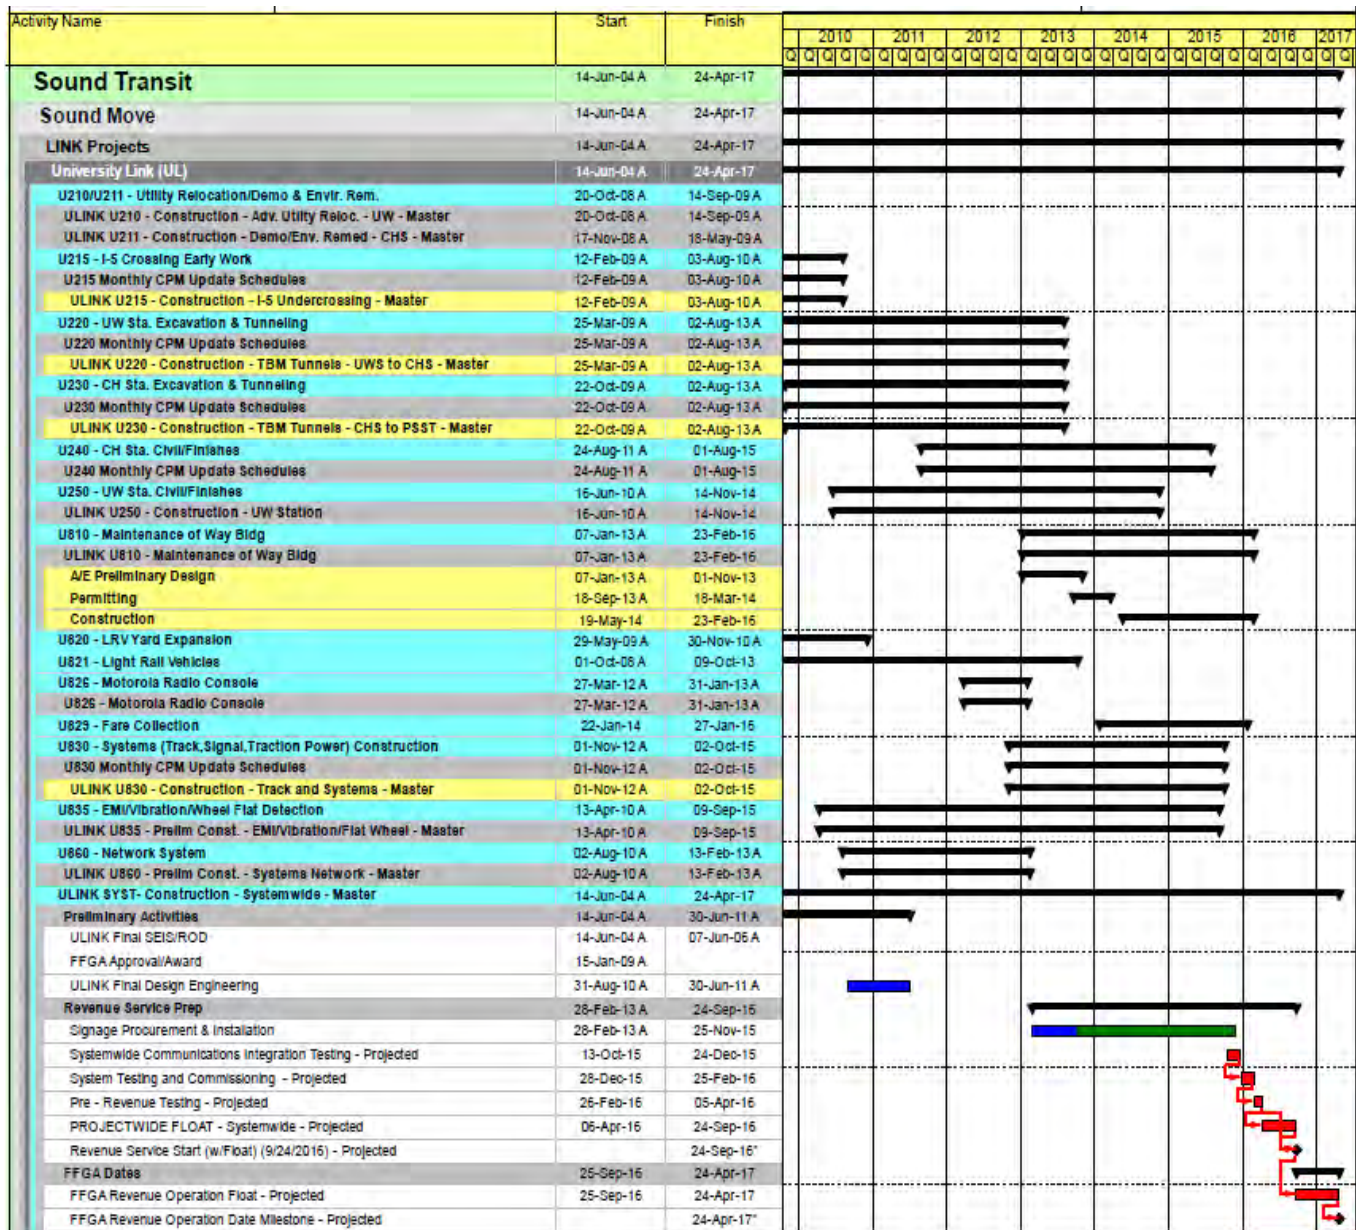 Activity Name Start Finish
2010 2011 2012 2013 2014 2015 2016 2017
Q Q Q Q Q Q Q Q Q Q Q Q Q Q Q Q Q Q Q Q Q Q Q Q Q Q Q Q Q Q Q
Sound Transit 14-Jun-04 A 24-Apr-17
Sound Move 14-Jun-04 A 24-Apr-17
LINK Projects 14-Jun-04 A 24-Apr-17
University Link (UL) 14-Jun-04 A 24-Apr-17
U210/U211 - Utility Relocation/Demo & Envir. Rem. 20-Oct-08 A 14-Sep-09 A
ULINK U210 - Construction - Adv. Utility Reloc. - UW - Master 20-Oct-08 A 14-Sep-09 A
ULINK U211 - Construction - Demo/Env. Remed - CHS - Master 17-Nov-08 A 18-May-09 A
U215 - I-5 Crossing Early Work 12-Feb-09 A 03-Aug-10 A
U215 Monthly CPM Update Schedules 12-Feb-09 A 03-Aug-10 A
ULINK U215 - Construction - I-5 Undercrossing - Master 12-Feb-09 A 03-Aug-10 A
U220 - UW Sta. Excavation & Tunneling 25-Mar-09 A 02-Aug-13 A
U220 Monthly CPM Update Schedules 25-Mar-09 A 02-Aug-13 A
ULINK U220 - Construction - TBM Tunnels - UWS to CHS - Master 25-Mar-09 A 02-Aug-13 A
U230 - CH Sta. Excavation & Tunneling 22-Oct-09 A 02-Aug-13 A
U230 Monthly CPM Update Schedules 22-Oct-09 A 02-Aug-13 A
ULINK U230 - Construction - TBM Tunnels - CHS to PSST - Master 22-Oct-09 A 02-Aug-13 A
U240 - CH Sta. Civil/Finishes 24-Aug-11 A 01-Aug-15
U240 Monthly CPM Update Schedules 24-Aug-11 A 01-Aug-15
U250 - UW Sta. Civil/Finishes 16-Jun-10 A 14-Nov-14
ULINK U250 - Construction - UW Station 16-Jun-10 A 14-Nov-14
U810 - Maintenance of Way Bldg 07-Jan-13 A 23-Feb-16
ULINK U810 - Maintenance of Way Bldg 07-Jan-13 A 23-Feb-16
A/E Preliminary Design 07-Jan-13 A 01-Nov-13
Permitting 18-Sep-13 A 18-Mar-14
Construction 19-May-14 23-Feb-16
U820 - LRV Yard Expansion 29-May-09 A 30-Nov-10 A
U821 - Light Rail Vehicles 01-Oct-08 A 09-Oct-13
U826 - Motorola Radio Console 27-Mar-12 A 31-Jan-13 A
U826 - Motorola Radio Console 27-Mar-12 A 31-Jan-13 A
U829 - Fare Collection 22-Jan-14 27-Jan-16
U830 - Systems (Track,Signal,Traction Power) Construction 01-Nov-12 A 02-Oct-15
U830 Monthly CPM Update Schedules 01-Nov-12 A 02-Oct-15
ULINK U830 - Construction - Track and Systems - Master 01-Nov-12 A 02-Oct-15
U835 - EMI/Vibration/Wheel Flat Detection 13-Apr-10 A 09-Sep-15
ULINK U835 - Prelim Const. - EMI/Vibration/Flat Wheel - Master 13-Apr-10 A 09-Sep-15
U860 - Network System 02-Aug-10 A 13-Feb-13 A
ULINK U860 - Prelim Const. - Systems Network - Master 02-Aug-10 A 13-Feb-13 A
ULINK SYST- Construction - Systemwide - Master 14-Jun-04 A 24-Apr-17
Preliminary Activities 14-Jun-04 A 30-Jun-11 A
ULINK Final SEIS/ROD 14-Jun-04 A 07-Jun-06 A
FFGA Approval/Award 15-Jan-09 A
ULINK Final Design Engineering 31-Aug-10 A 30-Jun-11 A
Revenue Service Prep 28-Feb-13 A 24-Sep-16
Signage Procurement & Installation 28-Feb-13 A 25-Nov-15
Systemwide Communications Integration Testing - Projected 13-Oct-15 24-Dec-15
System Testing and Commissioning - Projected 28-Dec-15 25-Feb-16
Pre - Revenue Testing - Projected 26-Feb-16 05-Apr-16
PROJECTWIDE FLOAT - Systemwide - Projected 06-Apr-16 24-Sep-16
Revenue Service Start (w/Float) (9/24/2016) - Projected 24-Sep-16*
FFGA Dates 25-Sep-16 24-Apr-17
FFGA Revenue Operation Float - Projected 25-Sep-16 24-Apr-17
FFGA Revenue Operation Date Milestone - Projected 24-Apr-17*